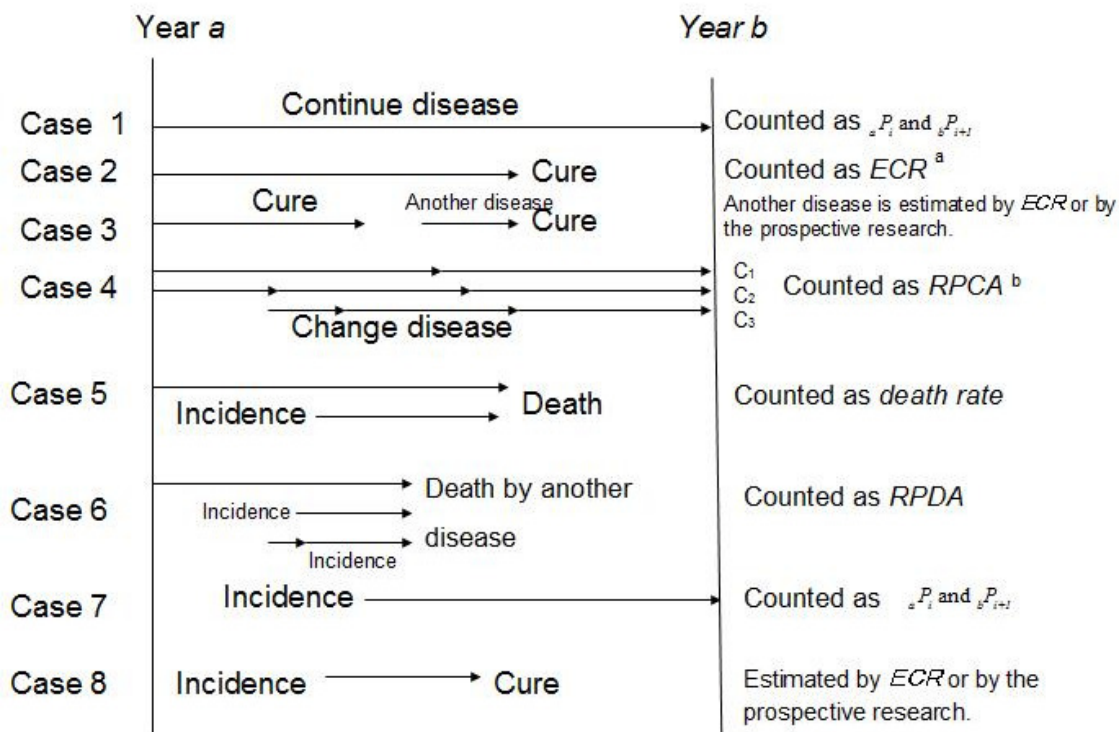 Year a
Year b
Case 1
Continue disease
Counted as aPi and bPi+1
Case 2
Cure
Counted as ECR a
Case 3
Cure
Another disease
Cure
Another disease is estimated by ECR or by
the prospective research.
Case 4
Change disease
C1
C2
C3
Counted as RPCA b
Case 5
Incidence
Death
Counted as death rate
Case 6
Death by another
Incidence
disease
Incidence
Counted as RPDA
Case 7
Incidence
Counted as aPi and bPi+1
Case 8
Incidence
Cure
Estimated by ECR or by the
prospective research.